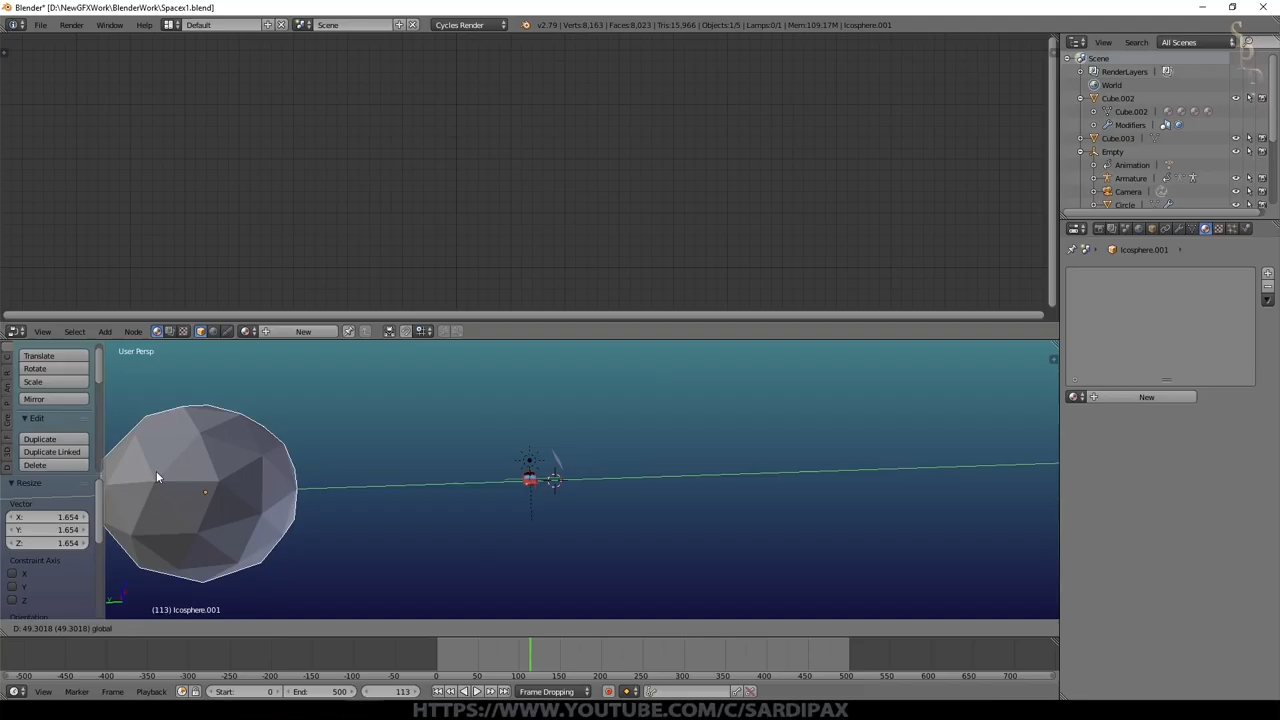 Blender* [D:\NewGFXWork\BlenderWork\Spacex1.blend]
File Render Window Help Default Scene Cycles Render v2.79 | Verts:8,163 | Faces:8,023 | Tris:15,966 | Objects:1/5 | Lamps:0/1 | Mem:109.17M | Icosphere.001
View Search All Scenes
Scene
RenderLayers
World
Cube.002
Cube.002
Modifiers
Cube.003
Empty
Animation
Armature
Camera
Circle
Icosphere.001
View Select Add Node New
New
Translate
Rotate
Scale
Mirror
Edit
Duplicate
Duplicate Linked
Delete
Resize
Vector
X: 1.654
Y: 1.654
Z: 1.654
Constraint Axis
X
Y
Z
Orientation
User Persp
(113) Icosphere.001
D: 49.3018 (49.3018) global
-500 -450 -400 -350 -300 -250 -200 -150 -100 -50 0 50 100 150 200 250 300 350 400 450 500 550 600 650 700
View Marker Frame Playback Start: 0 End: 500 113 Frame Dropping
HTTPS://WWW.YOUTUBE.COM/C/SARDIPAX